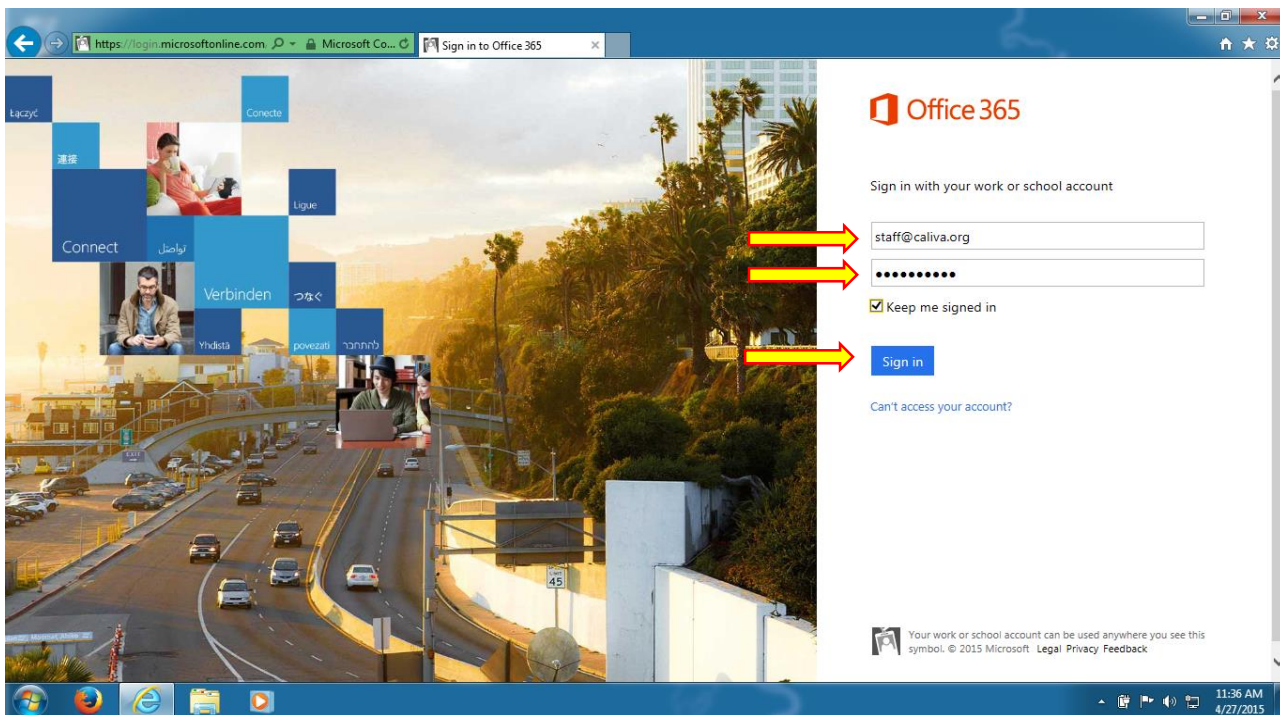 https://login.microsoftonline.com
Microsoft Co...
Sign in to Office 365
Łączyć
Conecte
連接
Ligue
Connect
تواصل
Verbinden
つなぐ
Yhdistä
povezati
להתחבר
EXIT
LIMIT
45
Office 365
Sign in with your work or school account
staff@caliva.org
Keep me signed in
Sign in
Can't access your account?
Your work or school account can be used anywhere you see this
symbol. © 2015 Microsoft Legal Privacy Feedback
11:36 AM
4/27/2015